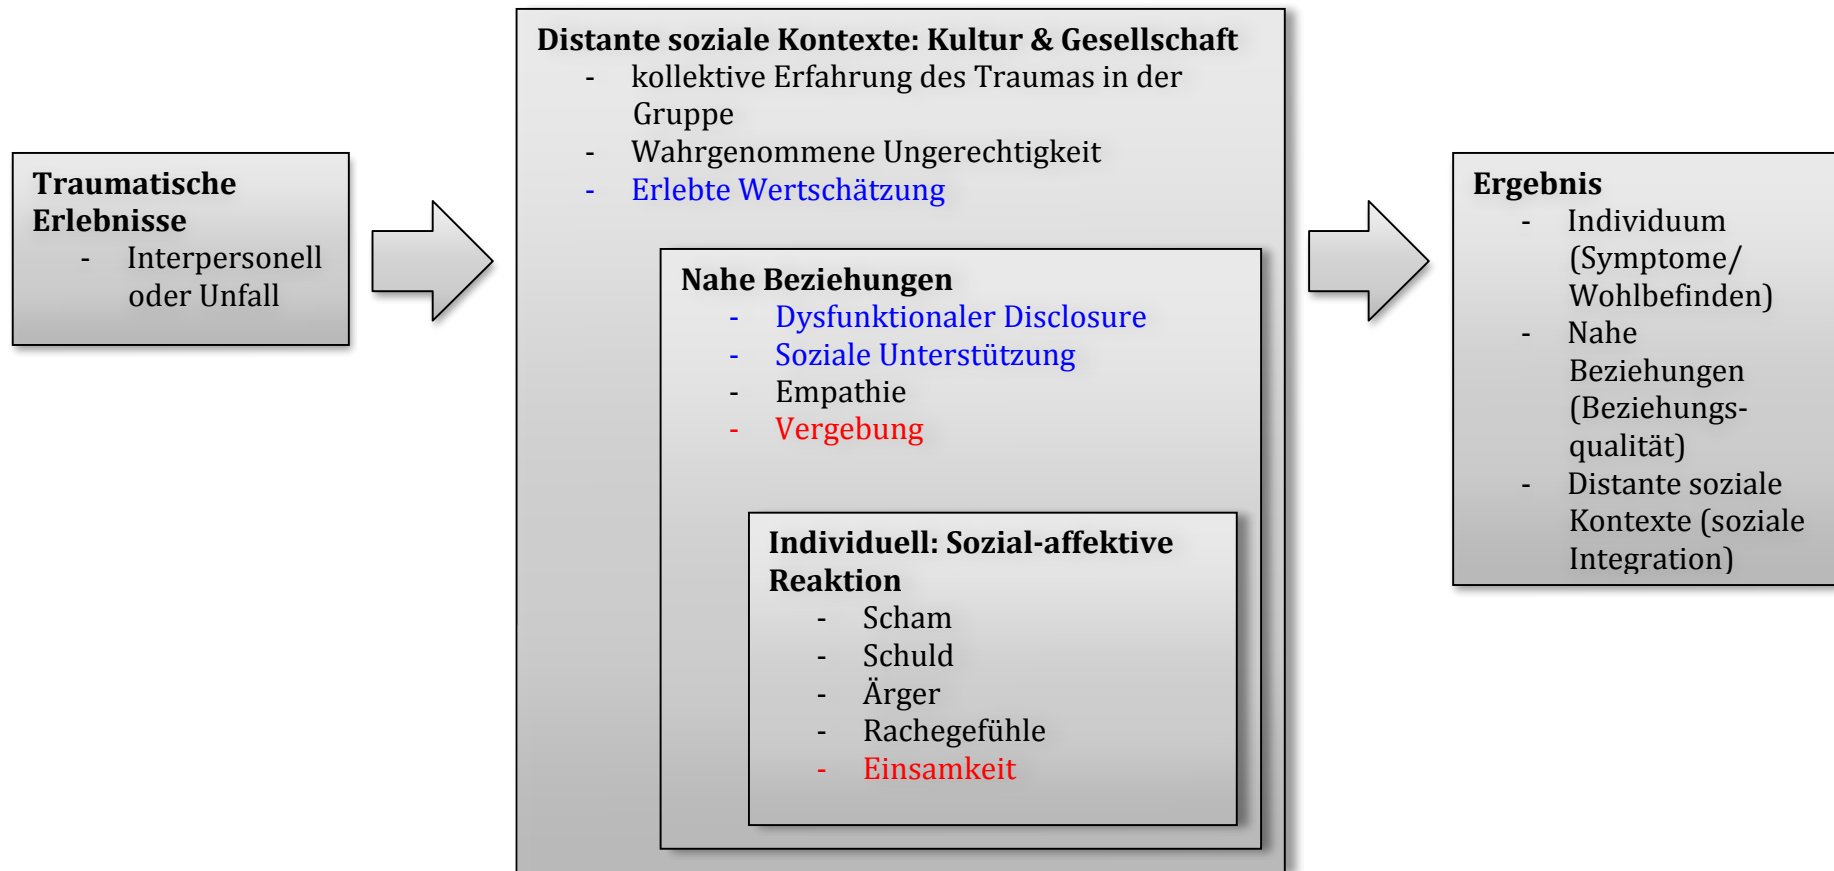 Traumatische
Erlebnisse
- Interpersonell
oder Unfall
Distante soziale Kontexte: Kultur & Gesellschaft
- kollektive Erfahrung des Traumas in der
Gruppe
- Wahrgenommene Ungerechtigkeit
- Erlebte Wertschätzung
Nahe Beziehungen
- Dysfunktionaler Disclosure
- Soziale Unterstützung
- Empathie
- Vergebung
Individuell: Sozial-affektive
Reaktion
- Scham
- Schuld
- Ärger
- Rachegefühle
- Einsamkeit
Ergebnis
- Individuum
(Symptome/
Wohlbefinden)
- Nahe
Beziehungen
(Beziehungs-
qualität)
- Distante soziale
Kontexte (soziale
Integration)